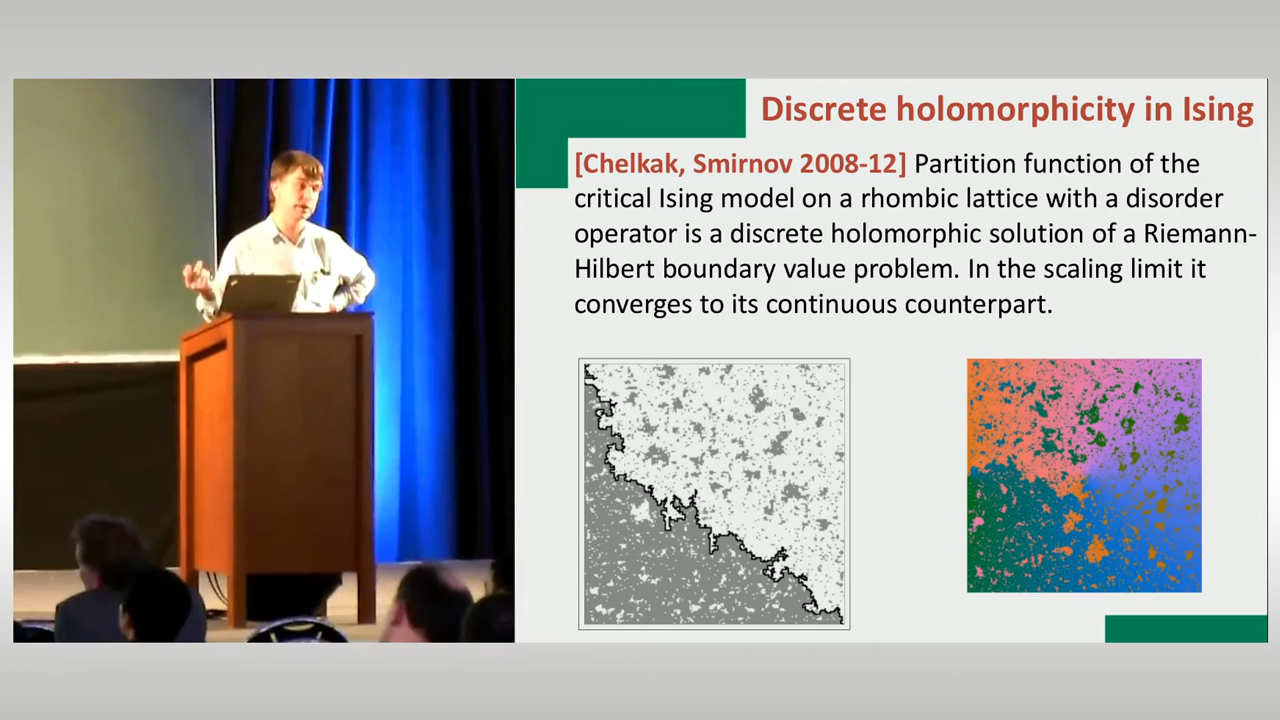 Discrete holomorphicity in Ising
[Chelkak, Smirnov 2008-12] Partition function of the
critical Ising model on a rhombic lattice with a disorder
operator is a discrete holomorphic solution of a Riemann-
Hilbert boundary value problem. In the scaling limit it
converges to its continuous counterpart.